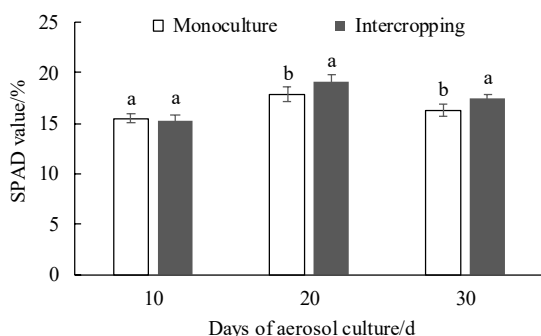 25
Monoculture Intercropping
20
15
10
5
0
SPAD value/%
a a
b a
b a
10 20 30
Days of aerosol culture/d